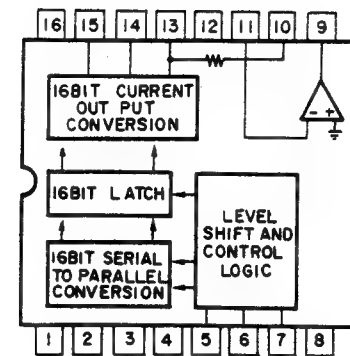 16 15 14 13 12 11 10 9
16BIT CURRENT
OUT PUT
CONVERSION
- +
16BIT LATCH
LEVEL
SHIFT AND
CONTROL
LOGIC
16BIT SERIAL
TO PARALLEL
CONVERSION
1 2 3 4 5 6 7 8